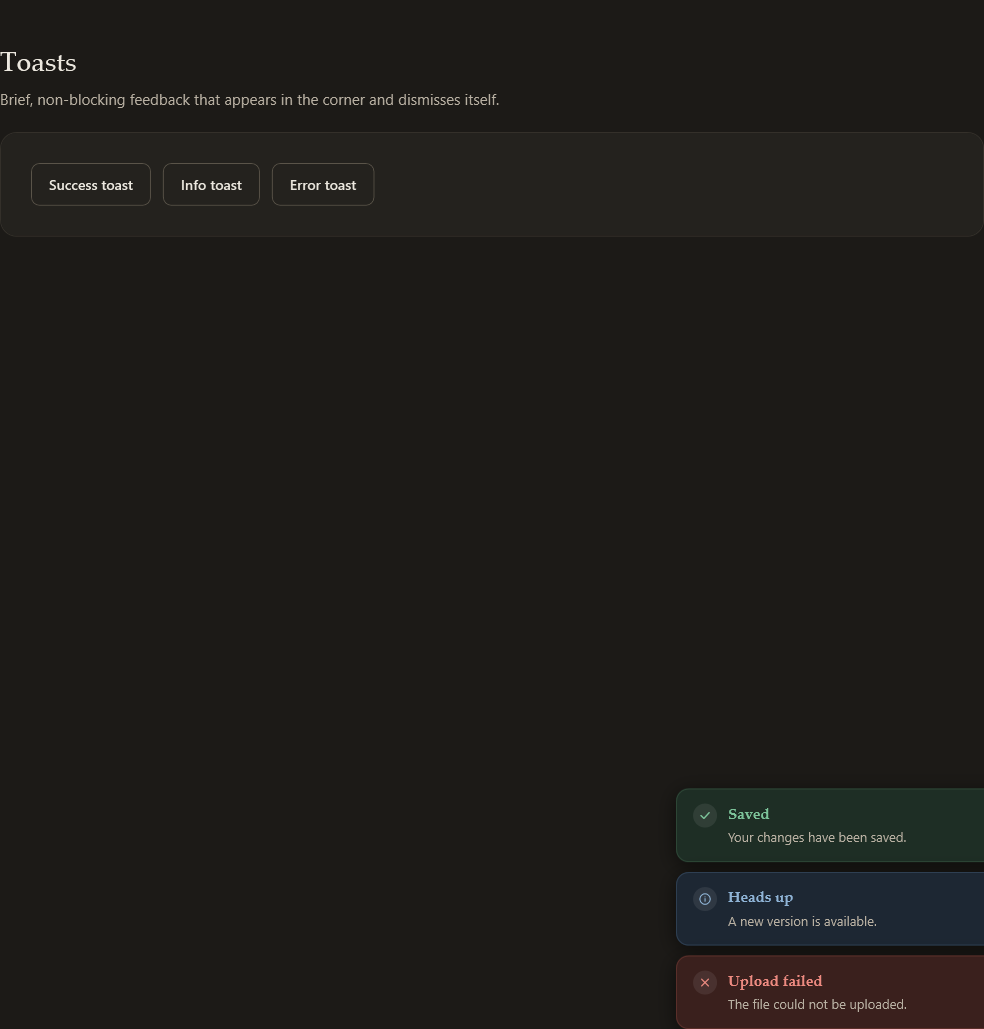 Toasts
Brief, non-blocking feedback that appears in the corner and dismisses itself.
Success toast
Info toast
Error toast
Saved
Your changes have been saved.
Heads up
A new version is available.
Upload failed
The file could not be uploaded.